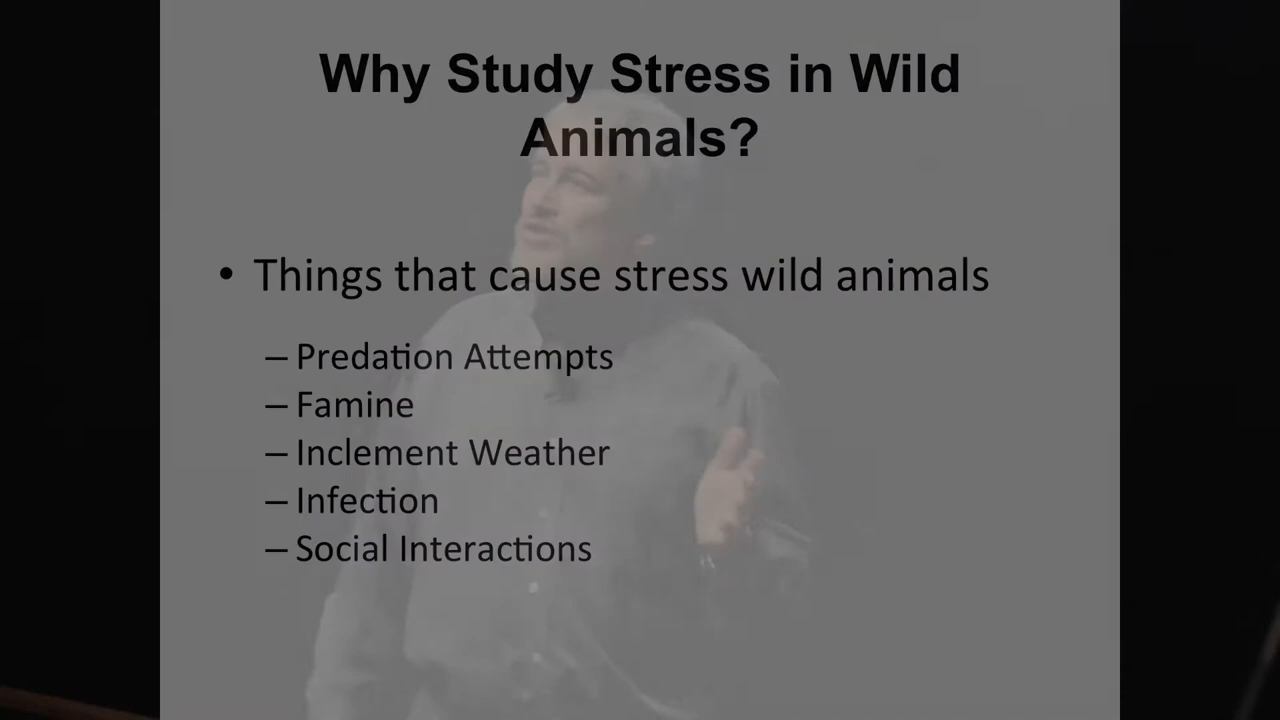 Why Study Stress in Wild
Animals?
• Things that cause stress wild animals
– Predation Attempts
– Famine
– Inclement Weather
– Infection
– Social Interactions